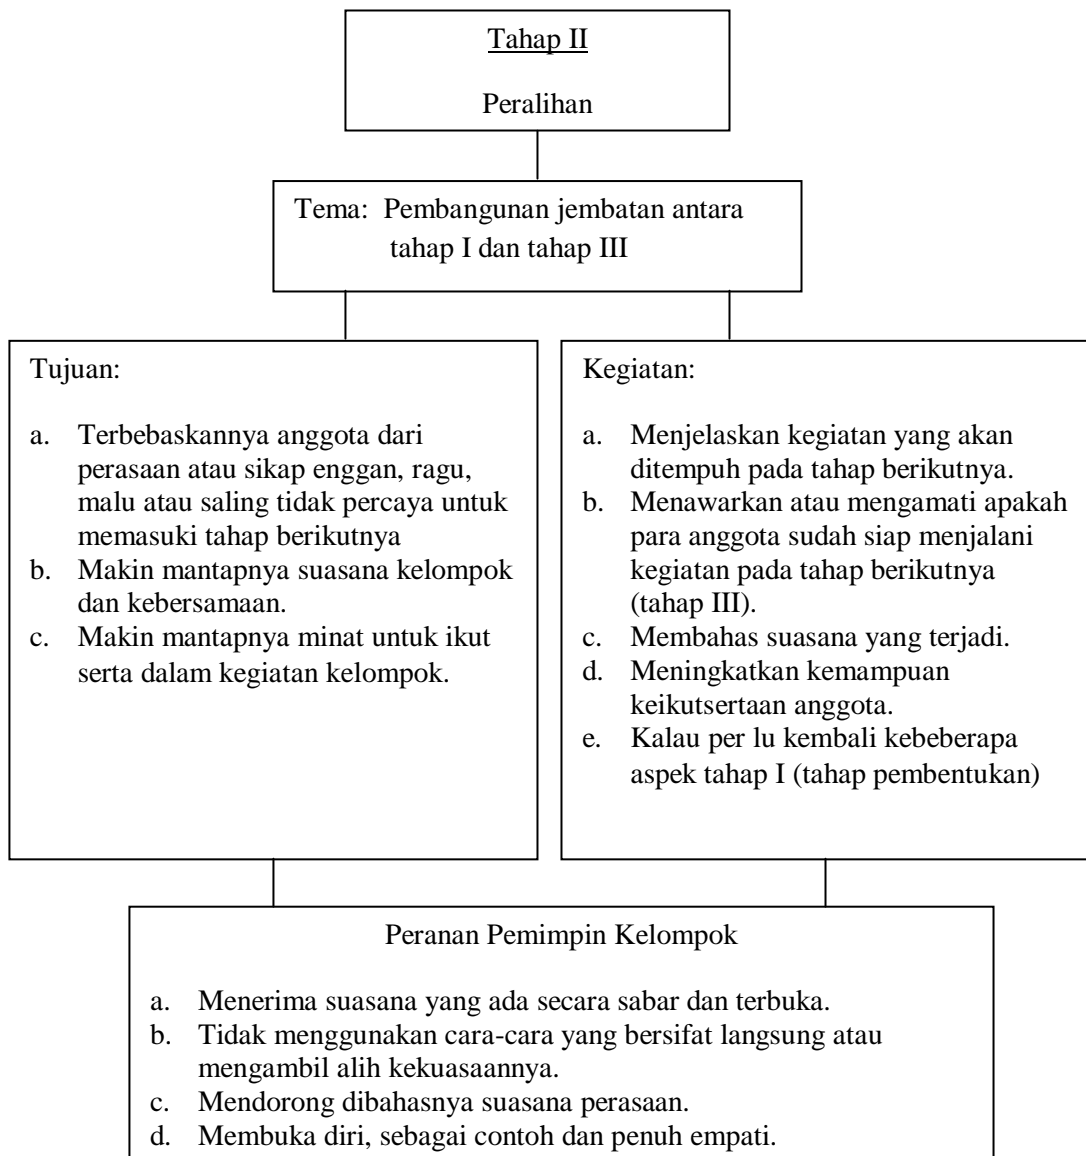 Tahap II
Peralihan
Tema: Pembangunan jembatan antara
tahap I dan tahap III
Tujuan:
a. Terbebaskannya anggota dari
perasaan atau sikap enggan, ragu,
malu atau saling tidak percaya untuk
memasuki tahap berikutnya
b. Makin mantapnya suasana kelompok
dan kebersamaan.
c. Makin mantapnya minat untuk ikut
serta dalam kegiatan kelompok.
Kegiatan:
a. Menjelaskan kegiatan yang akan
ditempuh pada tahap berikutnya.
b. Menawarkan atau mengamati apakah
para anggota sudah siap menjalani
kegiatan pada tahap berikutnya
(tahap III).
c. Membahas suasana yang terjadi.
d. Meningkatkan kemampuan
keikutsertaan anggota.
e. Kalau per lu kembali kebeberapa
aspek tahap I (tahap pembentukan)
Peranan Pemimpin Kelompok
a. Menerima suasana yang ada secara sabar dan terbuka.
b. Tidak menggunakan cara-cara yang bersifat langsung atau
mengambil alih kekuasaannya.
c. Mendorong dibahasnya suasana perasaan.
d. Membuka diri, sebagai contoh dan penuh empati.